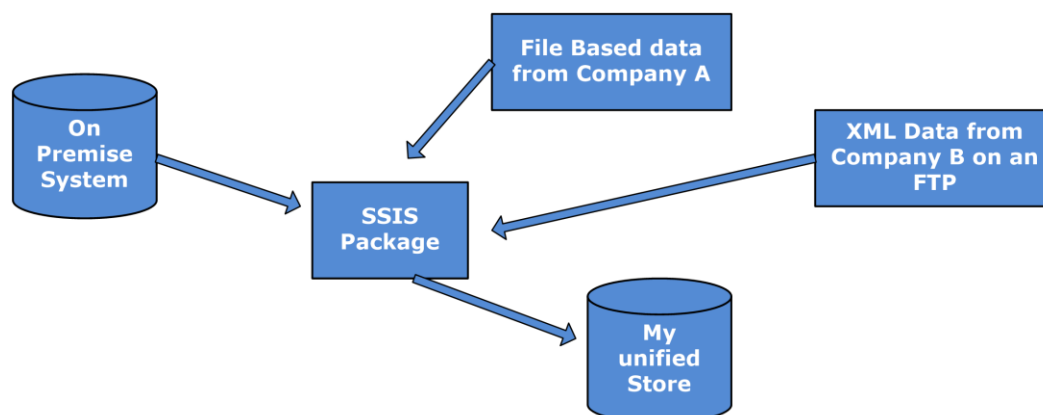 File Based data
from Company A
On
Premise
System
XML Data from
Company B on an
FTP
SSIS
Package
My
unified
Store